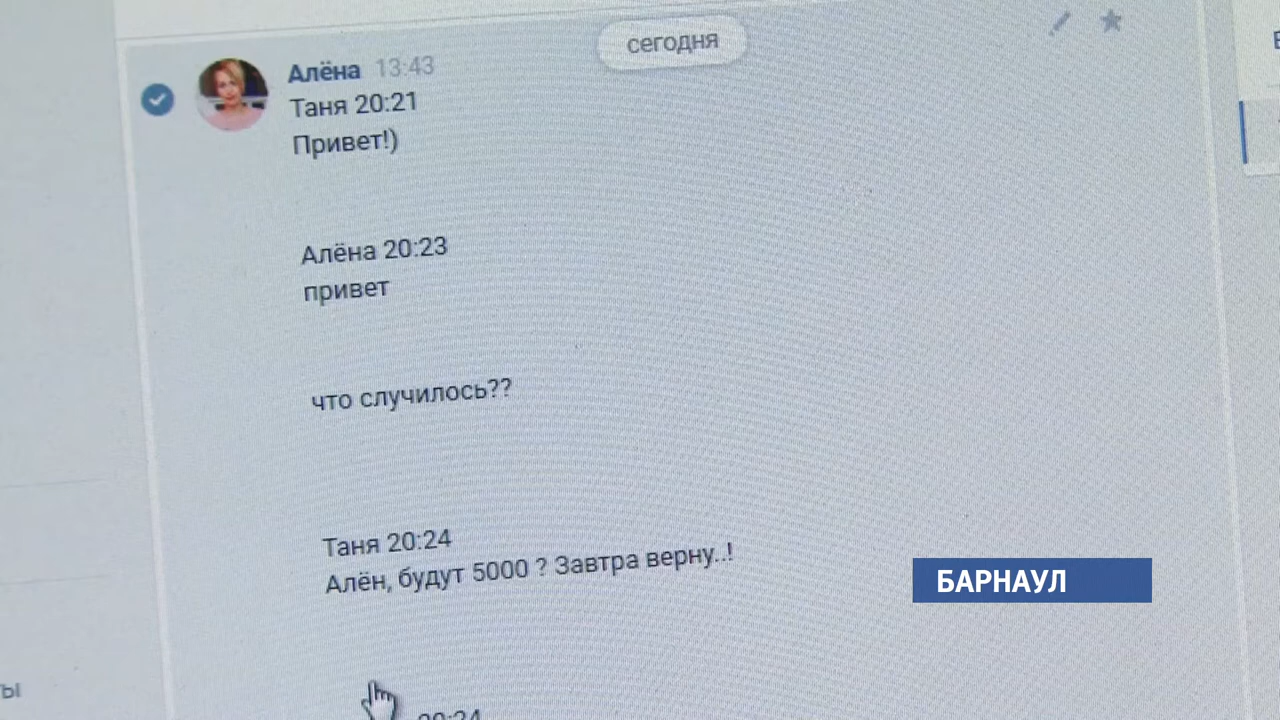 сегодня
Алёна 13:43
Таня 20:21
Привет!)
Алёна 20:23
привет
что случилось??
Таня 20:24
Алён, будут 5000 ? Завтра верну..!
БАРНАУЛ
ты
20:24